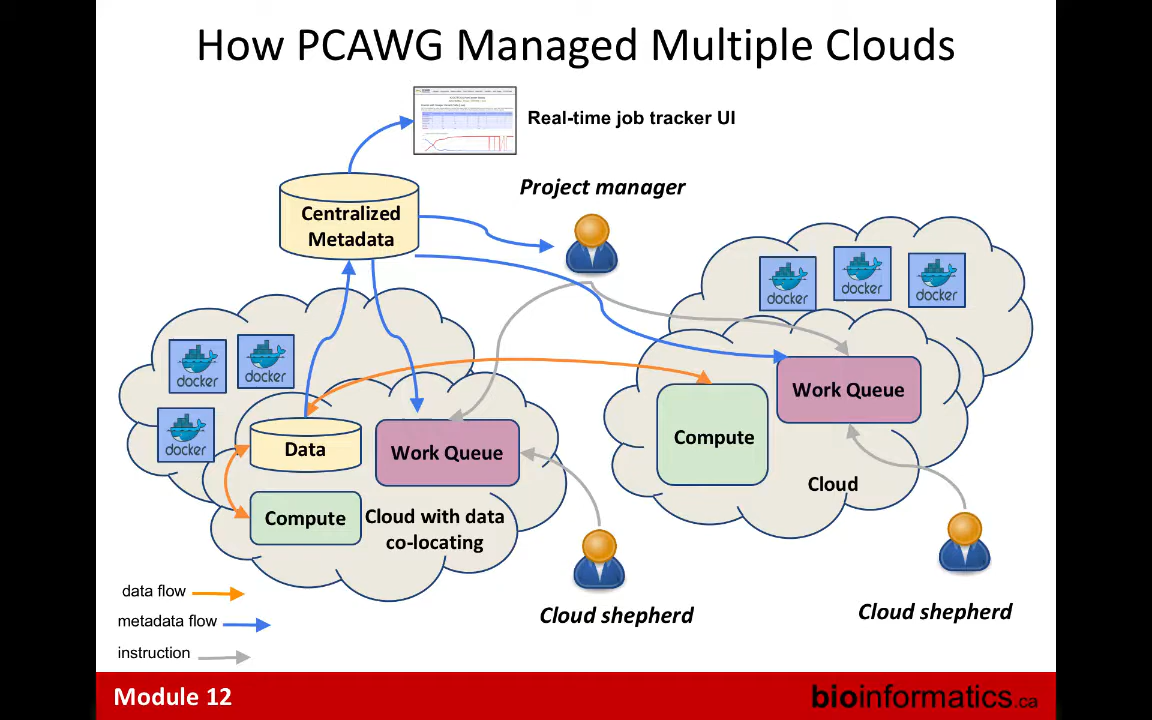 How PCAWG Managed Multiple Clouds
Real-time job tracker UI
Project manager
Centralized
Metadata
docker
docker
docker
docker
docker
docker
Work Queue
Data
Work Queue
Compute
Compute
Cloud with data
co-locating
Cloud
data flow
metadata flow
instruction
Cloud shepherd
Cloud shepherd
Module 12
bioinformatics.ca